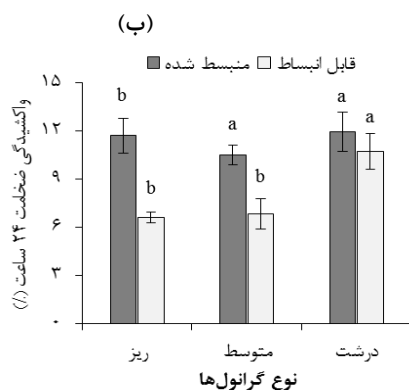 (ب)
منبسط شده قابل انبساط
واکشیدگی ضخامت ۲۴ ساعت (٪)
۱۵
۱۲
۹
۶
۳
۰
b b a b a a
ریز متوسط درشت
نوع گرانول‌ها